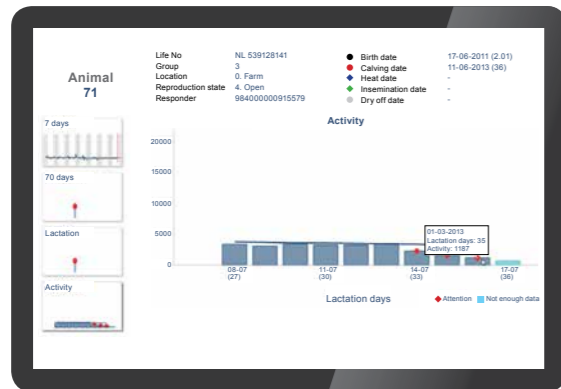 Animal
71
Life No NL 539128141
Group 3
Location 0. Farm
Reproduction state 4. Open
Responder 984000000915579
Birth date 17-06-2011 (2.01)
Calving date 11-06-2013 (36)
Heat date -
Insemination date -
Dry off date -
7 days
70 days
Lactation
Activity
Activity
20000
15000
10000
5000
0
01-03-2013
Lactation days: 35
Activity: 1187
08-07 11-07 14-07 17-07
(27) (30) (33) (36)
Lactation days
Attention Not enough data